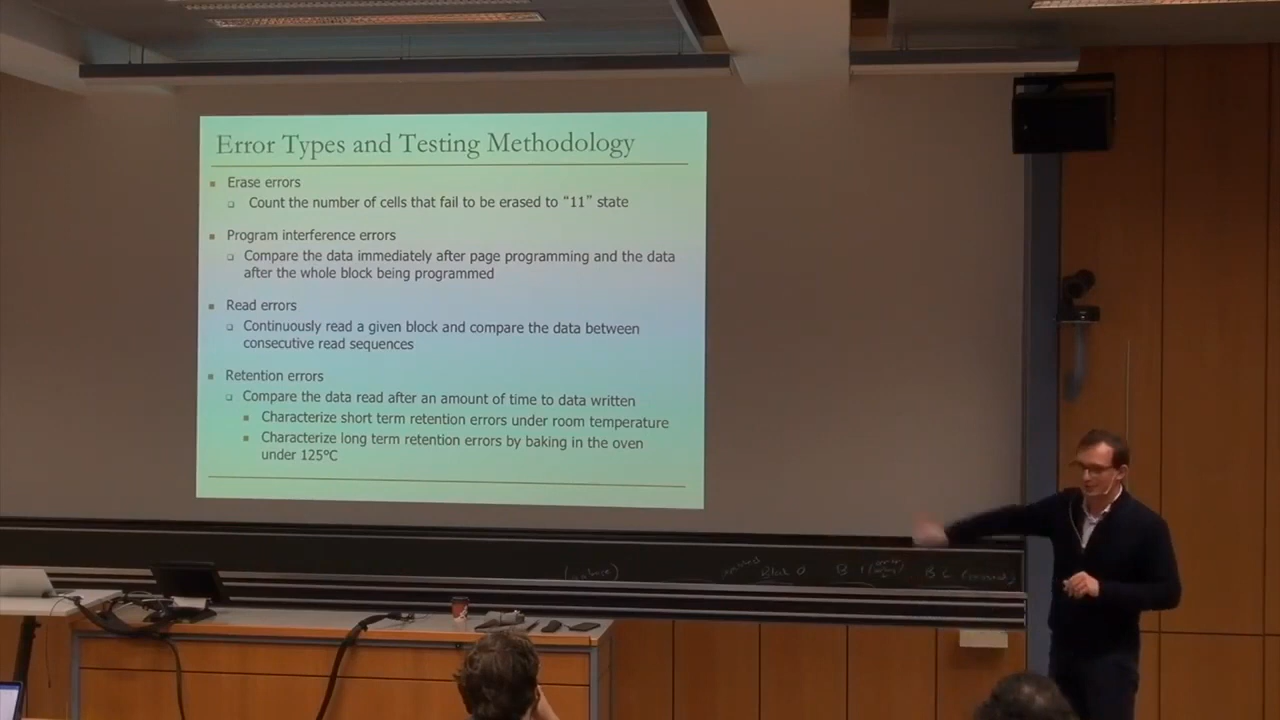 Error Types and Testing Methodology
Erase errors
Count the number of cells that fail to be erased to “11” state
Program interference errors
Compare the data immediately after page programming and the data
after the whole block being programmed
Read errors
Continuously read a given block and compare the data between
consecutive read sequences
Retention errors
Compare the data read after an amount of time to data written
Characterize short term retention errors under room temperature
Characterize long term retention errors by baking in the oven
under 125°C